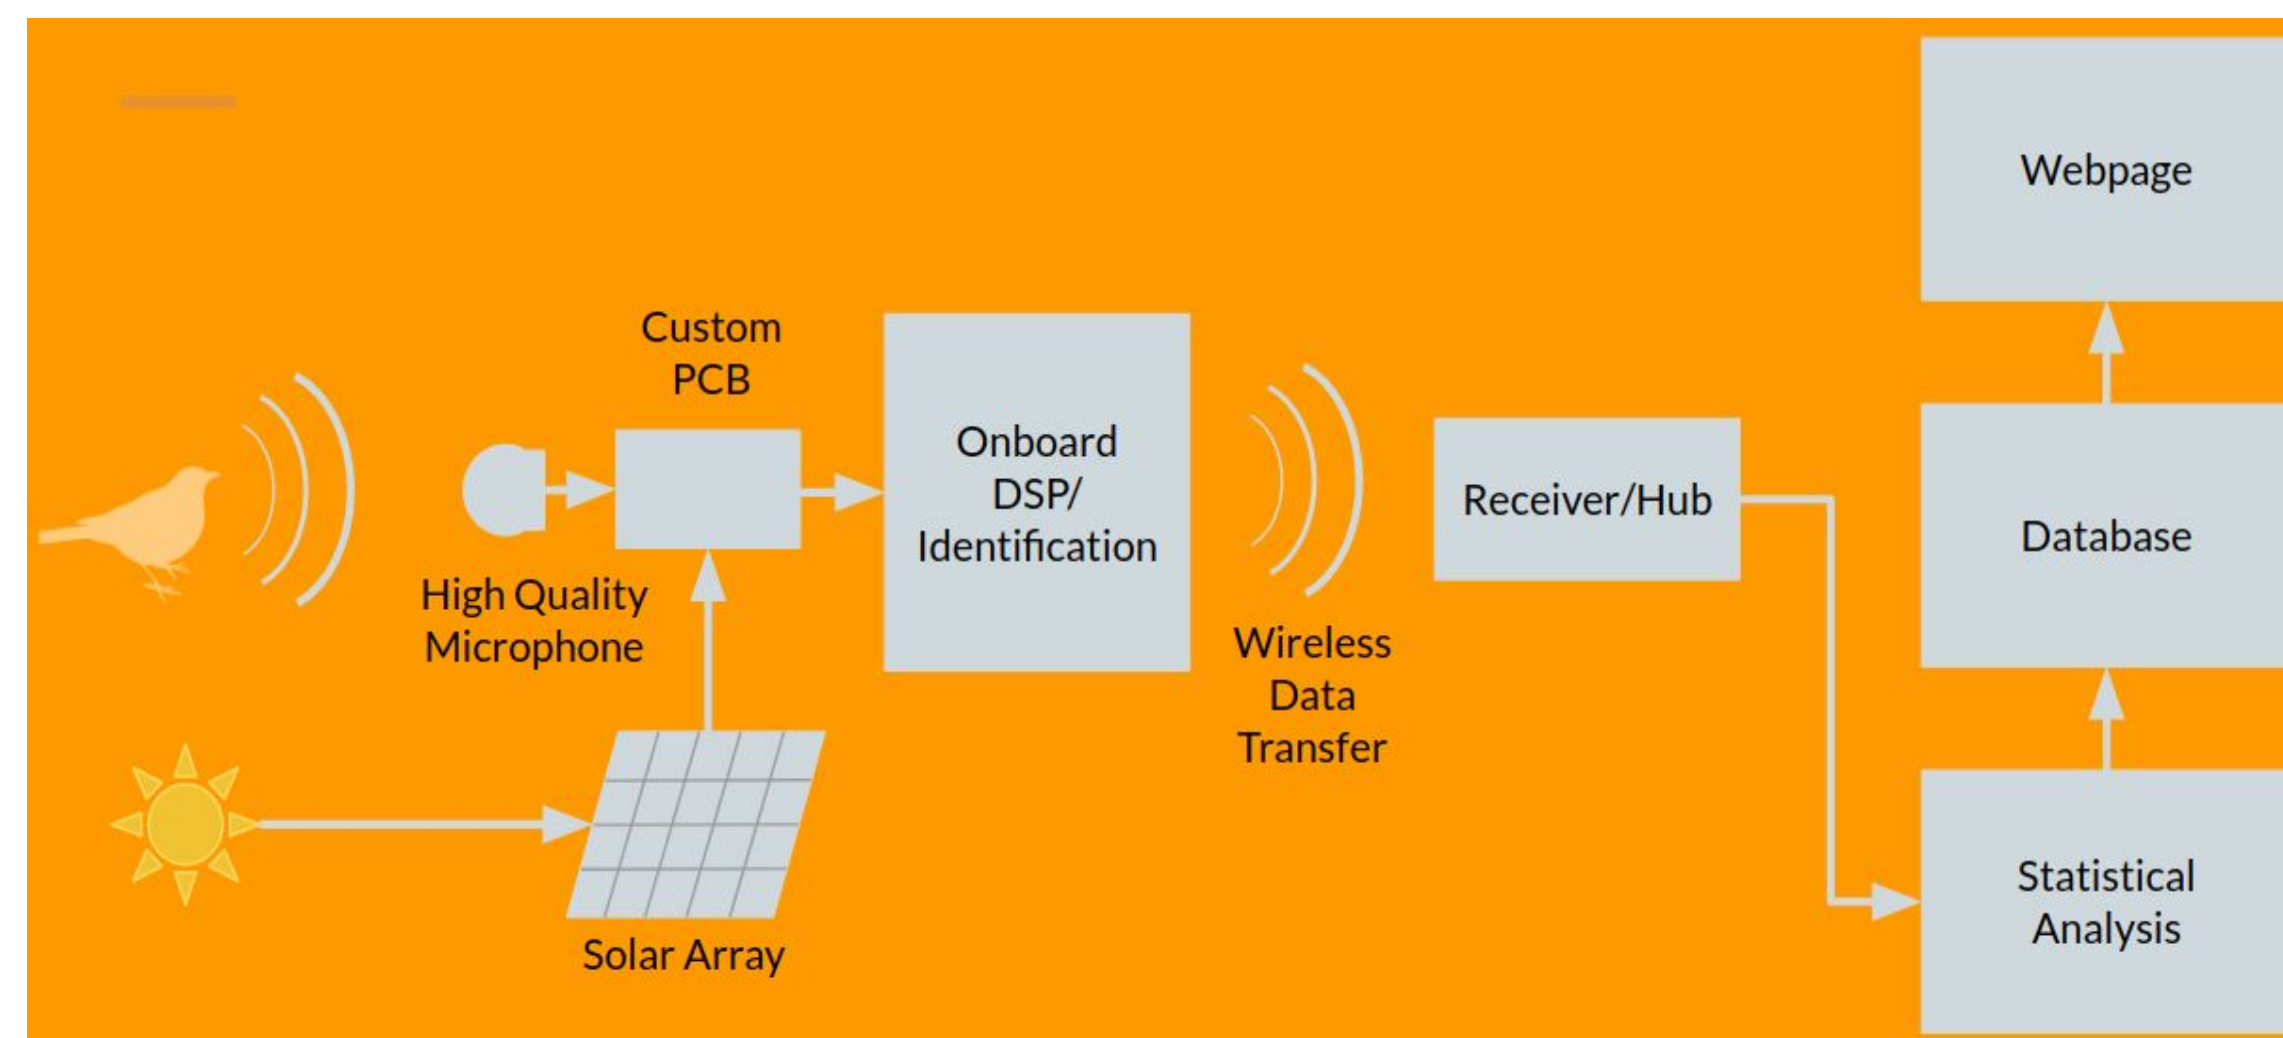 Webpage
Custom
PCB
Onboard
DSP/
Identification
Receiver/Hub
Database
High Quality
Microphone
Wireless
Data
Transfer
Statistical
Analysis
Solar Array